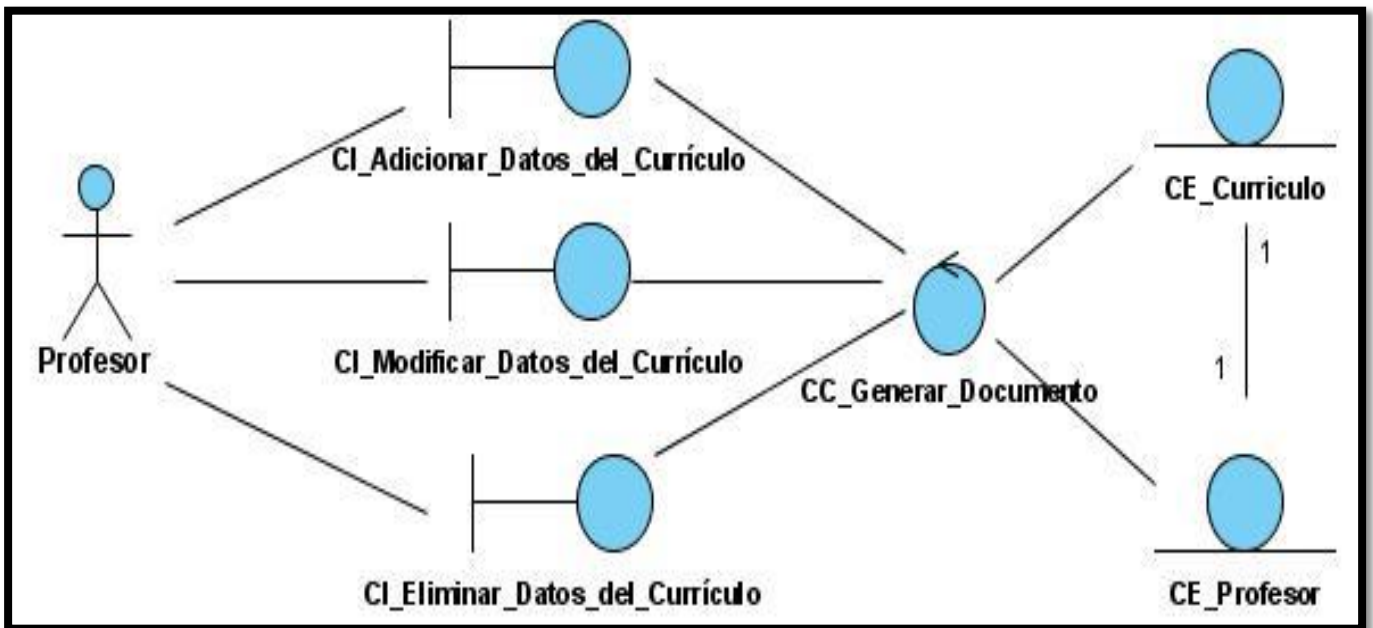 CI_Adicionar_Datos_del_Currículo
CE_Curriculo
1
Profesor
CI_Modificar_Datos_del_Currículo
CC_Generar_Documento
1
CI_Eliminar_Datos_del_Currículo
CE_Profesor